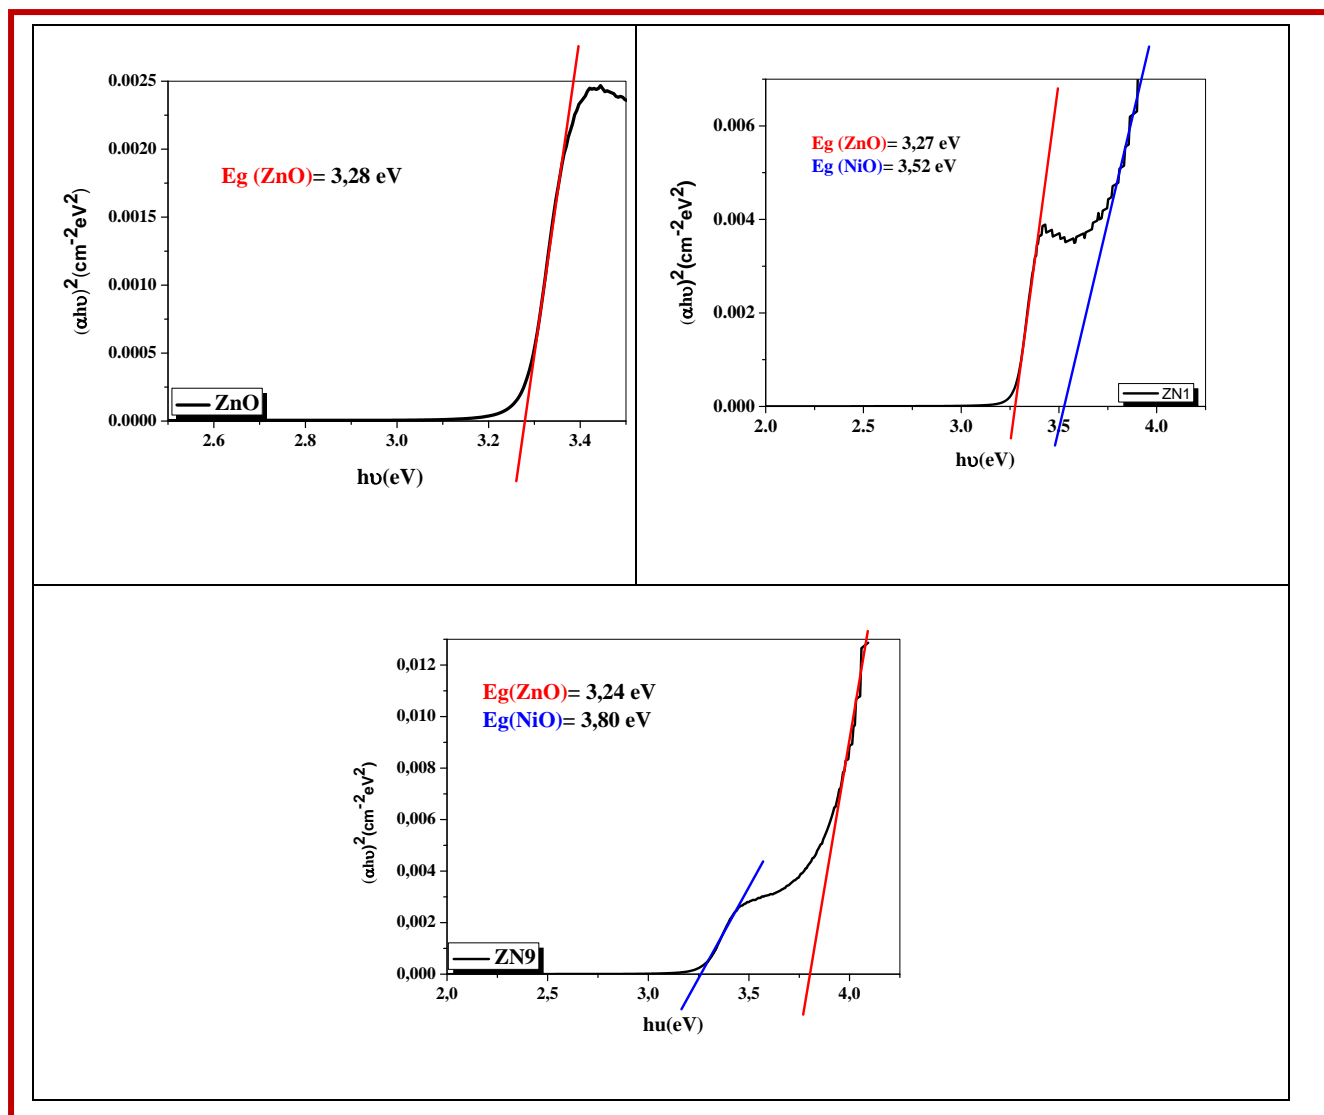 0.0025
0.0020
0.0015
0.0010
0.0005
0.0000
(αhυ)²(cm⁻²eV²)
Eg (ZnO)= 3,28 eV
ZnO
2.6 2.8 3.0 3.2 3.4
hυ(eV)
0.006
0.004
0.002
0.000
(αhυ)²(cm⁻²eV²)
Eg (ZnO)= 3,27 eV
Eg (NiO)= 3,52 eV
ZN1
2.0 2.5 3.0 3.5 4.0
hυ(eV)
0,012
0,010
0,008
0,006
0,004
0,002
0,000
(αhυ)²(cm⁻²eV²)
Eg(ZnO)= 3,24 eV
Eg(NiO)= 3,80 eV
ZN9
2,0 2,5 3,0 3,5 4,0
hu(eV)